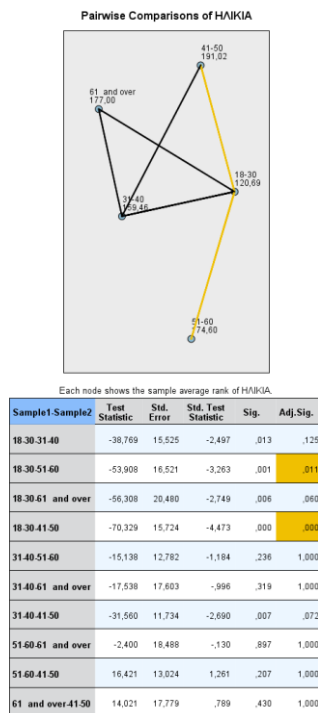 Pairwise Comparisons of ΗΛΙΚΙΑ
41-50
191,02
61 and over
177,00
18-30
120,69
31-40
159,46
51-60
174,60
Each node shows the sample average rank of ΗΛΙΚΙΑ.
Sample1-Sample2 Test Statistic Std. Error Std. Test Statistic Sig. Adj.Sig.
18-30-31-40 -38,769 15,525 -2,497 ,013 ,125
18-30-51-60 -53,908 16,521 -3,263 ,001 ,011
18-30-61 and over -56,308 20,480 -2,749 ,006 ,060
18-30-41-50 -70,329 15,724 -4,473 ,000 ,000
31-40-51-60 -15,138 12,782 -1,184 ,236 1,000
31-40-61 and over -17,538 17,603 -,996 ,319 1,000
31-40-41-50 -31,560 11,734 -2,690 ,007 ,072
51-60-61 and over -2,400 18,488 -,130 ,897 1,000
51-60-41-50 16,421 13,024 1,261 ,207 1,000
61 and over-41-50 14,021 17,779 ,789 ,430 1,000